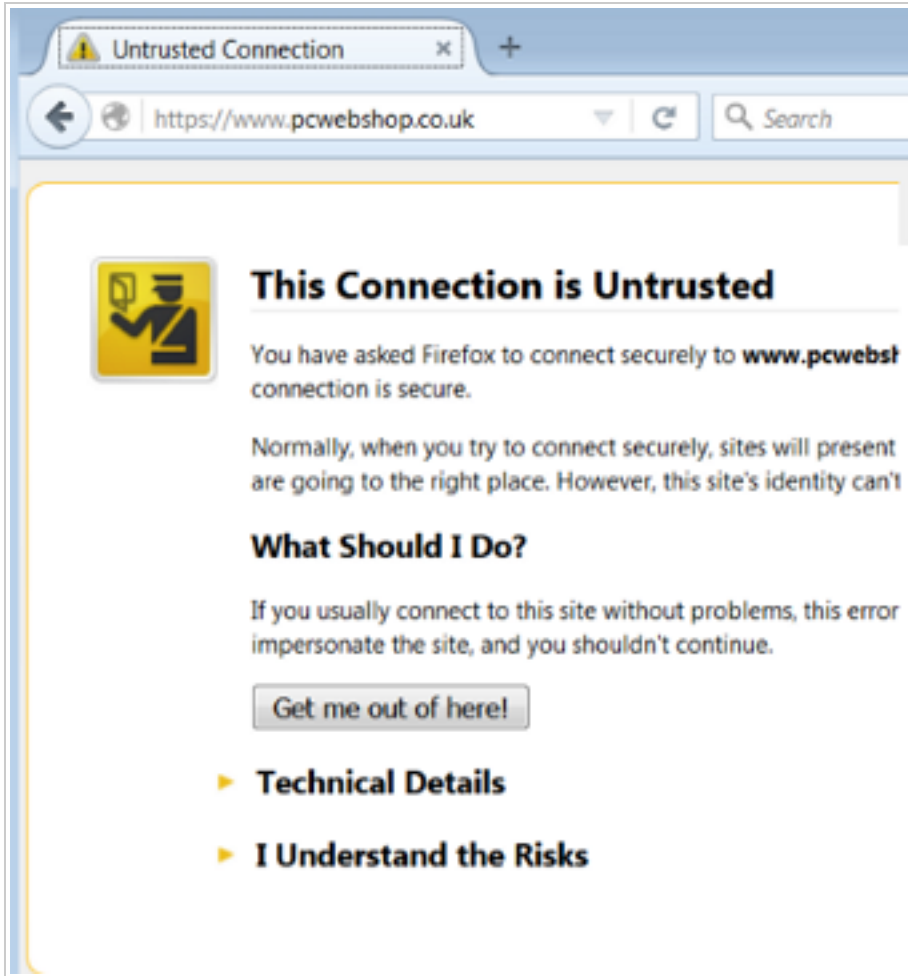 Untrusted Connection
https://www.pcwebshop.co.uk
Search
This Connection is Untrusted
You have asked Firefox to connect securely to www.pcwebsh
connection is secure.
Normally, when you try to connect securely, sites will present
are going to the right place. However, this site's identity can't
What Should I Do?
If you usually connect to this site without problems, this error
impersonate the site, and you shouldn't continue.
Get me out of here!
Technical Details
I Understand the Risks